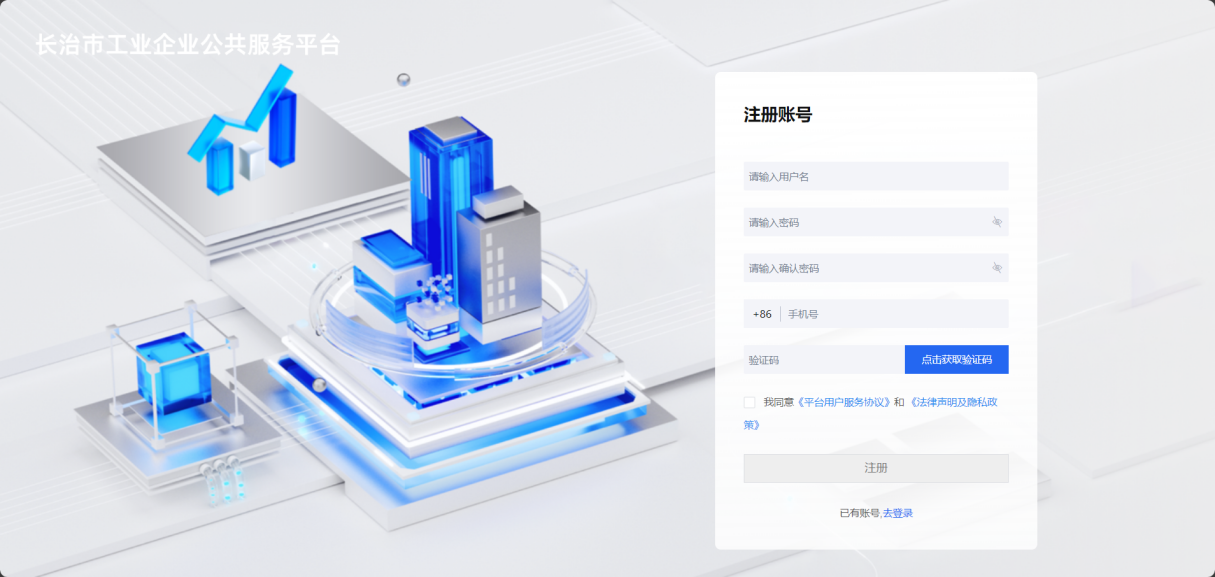 长治市工业企业公共服务平台
注册账号
请输入用户名
请输入密码
请输入确认密码
+86 手机号
验证码 点击获取验证码
我同意《平台用户服务协议》和《法律声明及隐私政
策》
注册
已有账号,去登录